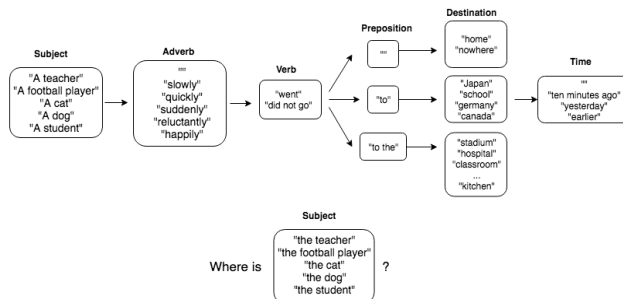 Subject
"A teacher"
"A football player"
"A cat"
"A dog"
"A student"
Adverb
""
"slowly"
"quickly"
"suddenly"
"reluctantly"
"happily"
Verb
"went"
"did not go"
Preposition
""
"to"
"to the"
Destination
"home"
"nowhere"
"Japan"
"school"
"germany"
"canada"
"stadium"
"hospital"
"classroom"
...
"kitchen"
Time
""
"ten minutes ago"
"yesterday"
"earlier"
Subject
Where is
"the teacher"
"the football player"
"the cat"
"the dog"
"the student"
?